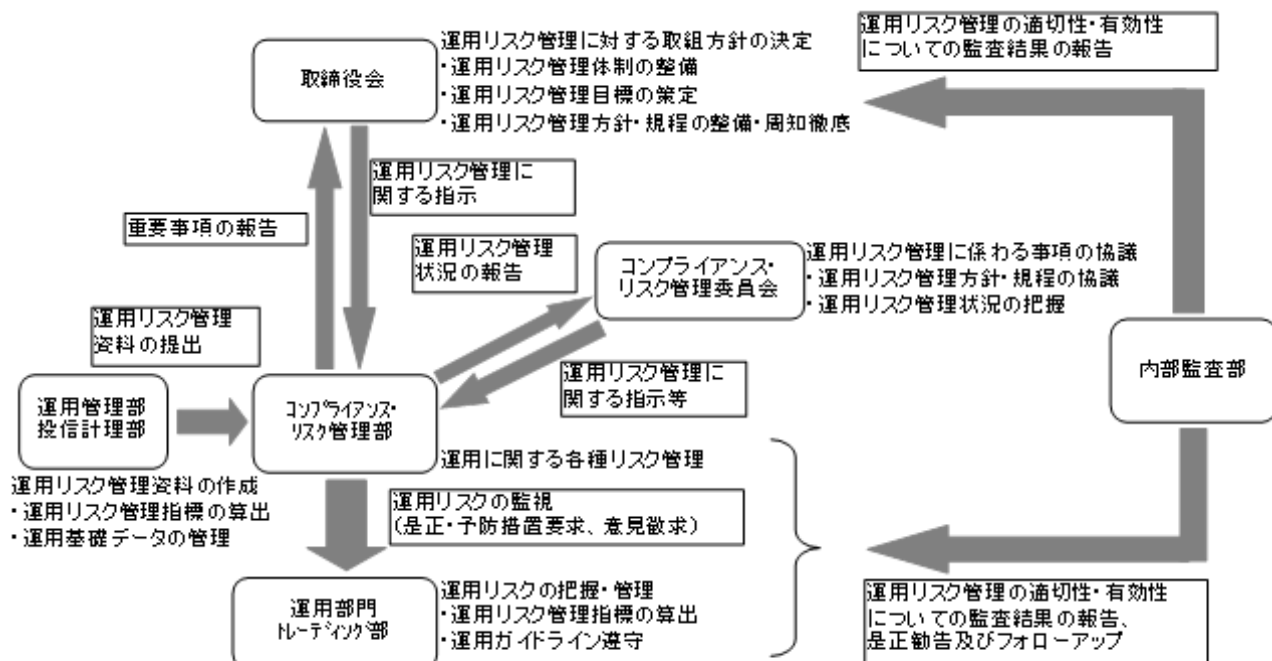 取締役会
運用リスク管理に対する取組方針の決定
・運用リスク管理体制の整備
・運用リスク管理目標の策定
・運用リスク管理方針・規程の整備・周知徹底
運用リスク管理の適切性・有効性
についての監査結果の報告
運用リスク管理に
関する指示
重要事項の報告
運用リスク管理
状況の報告
コンプライアンス・
リスク管理委員会
運用リスク管理に係わる事項の協議
・運用リスク管理方針・規程の協議
・運用リスク管理状況の把握
運用リスク管理
資料の提出
運用リスク管理に
関する指示等
内部監査部
運用管理部
投信計理部
コンプライアンス・
リスク管理部
運用リスク管理資料の作成
・運用リスク管理指標の算出
・運用基礎データの管理
運用に関する各種リスク管理
運用リスクの監視
(是正・予防措置要求、意見徴求)
運用部門
トレーディング部
運用リスクの把握・管理
・運用リスク管理指標の算出
・運用ガイドライン遵守
運用リスク管理の適切性・有効性
についての監査結果の報告、
是正勧告及びフォローアップ